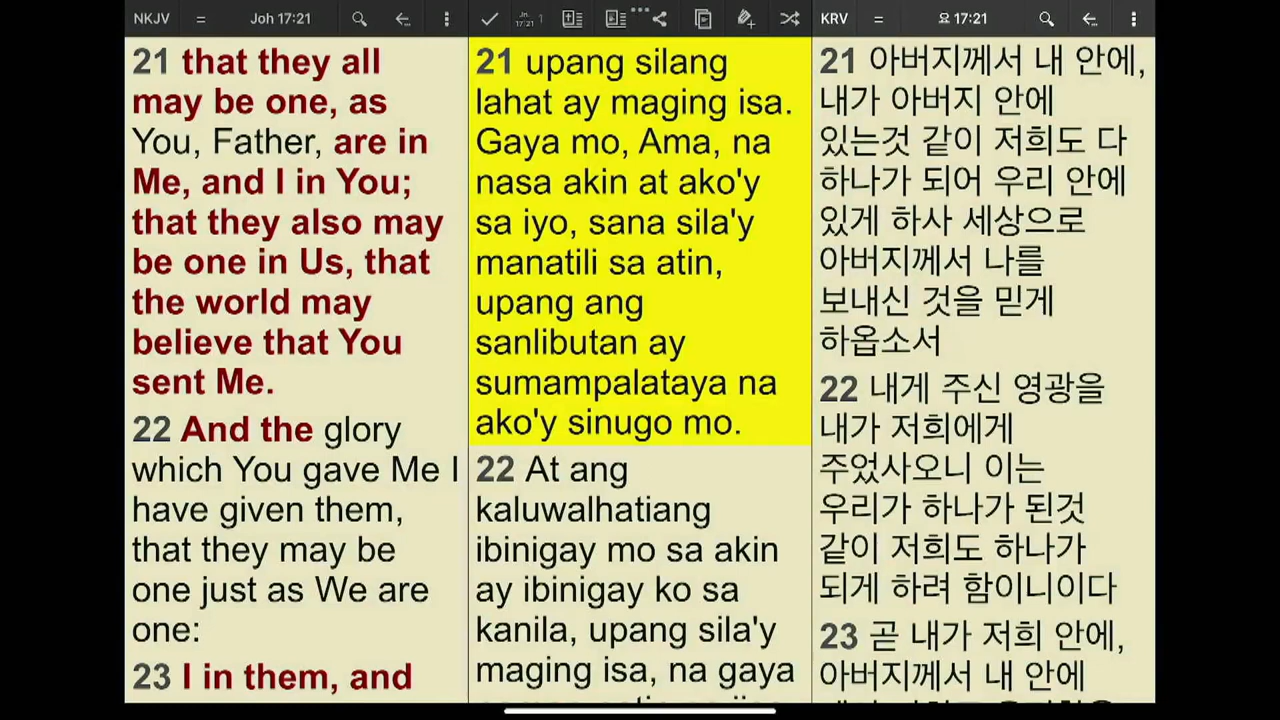 NKJV
Joh 17:21
Jn. 17:21 1
KRV
요 17:21
21 that they all
may be one, as
You, Father, are in
Me, and I in You;
that they also may
be one in Us, that
the world may
believe that You
sent Me.
22 And the glory
which You gave Me I
have given them,
that they may be
one just as We are
one:
23 I in them, and
21 upang silang
lahat ay maging isa.
Gaya mo, Ama, na
nasa akin at ako'y
sa iyo, sana sila'y
manatili sa atin,
upang ang
sanlibutan ay
sumampalataya na
ako'y sinugo mo.
22 At ang
kaluwalhatiang
ibinigay mo sa akin
ay ibinigay ko sa
kanila, upang sila'y
maging isa, na gaya
21 아버지께서 내 안에,
내가 아버지 안에
있는것 같이 저희도 다
하나가 되어 우리 안에
있게 하사 세상으로
아버지께서 나를
보내신 것을 믿게
하옵소서
22 내게 주신 영광을
내가 저희에게
주었사오니 이는
우리가 하나가 된것
같이 저희도 하나가
되게 하려 함이니이다
23 곧 내가 저희 안에,
아버지께서 내 안에